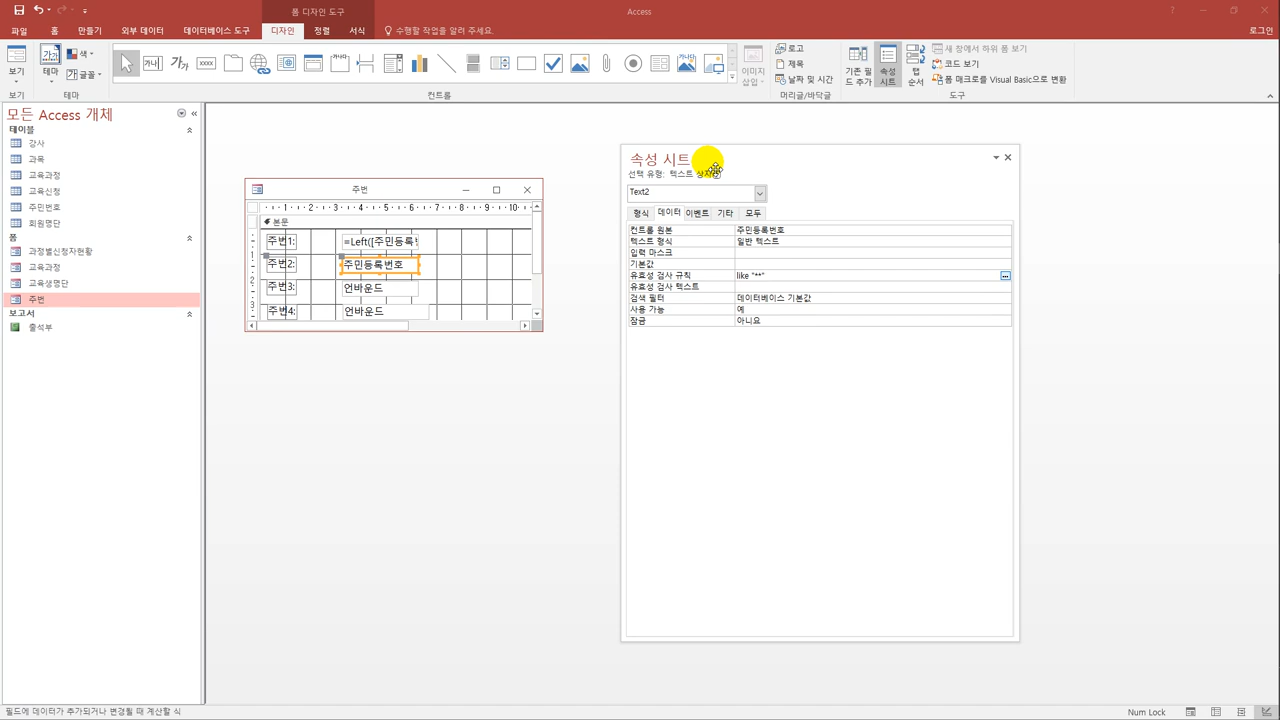 폼 디자인 도구
Access
파일
홈
만들기
외부 데이터
데이터베이스 도구
디자인
정렬
서식
수행할 작업을 알려 주세요.
로그인
보기
테마
색
글꼴
이미지
삽입
로고
제목
날짜 및 시간
기존 필
드 추가
속성
시트
탭
순서
새 창에서 하위 폼 보기
코드 보기
폼 매크로를 Visual Basic으로 변환
보기
테마
컨트롤
머리글/바닥글
도구
모든 Access 개체
테이블
강사
과목
교육과정
교육신청
주민번호
회원명단
폼
과정별신청자현황
교육과정
교육생명단
주번
보고서
출석부
주번
1 2 3 4 5 6 7 8 9 10
본문
주번1:
=Left([주민등록번
주번2:
주민등록번호
주번3:
언바운드
주번4:
언바운드
속성 시트
선택 유형: 텍스트 상자
Text2
형식
데이터
이벤트
기타
모두
컨트롤 원본 주민등록번호
텍스트 형식 일반 텍스트
입력 마스크
기본값
유효성 검사 규칙 like "**"
유효성 검사 텍스트
검색 필터 데이터베이스 기본값
사용 가능 예
잠금 아니요
필드에 데이터가 추가되거나 변경될 때 계산할 식
Num Lock